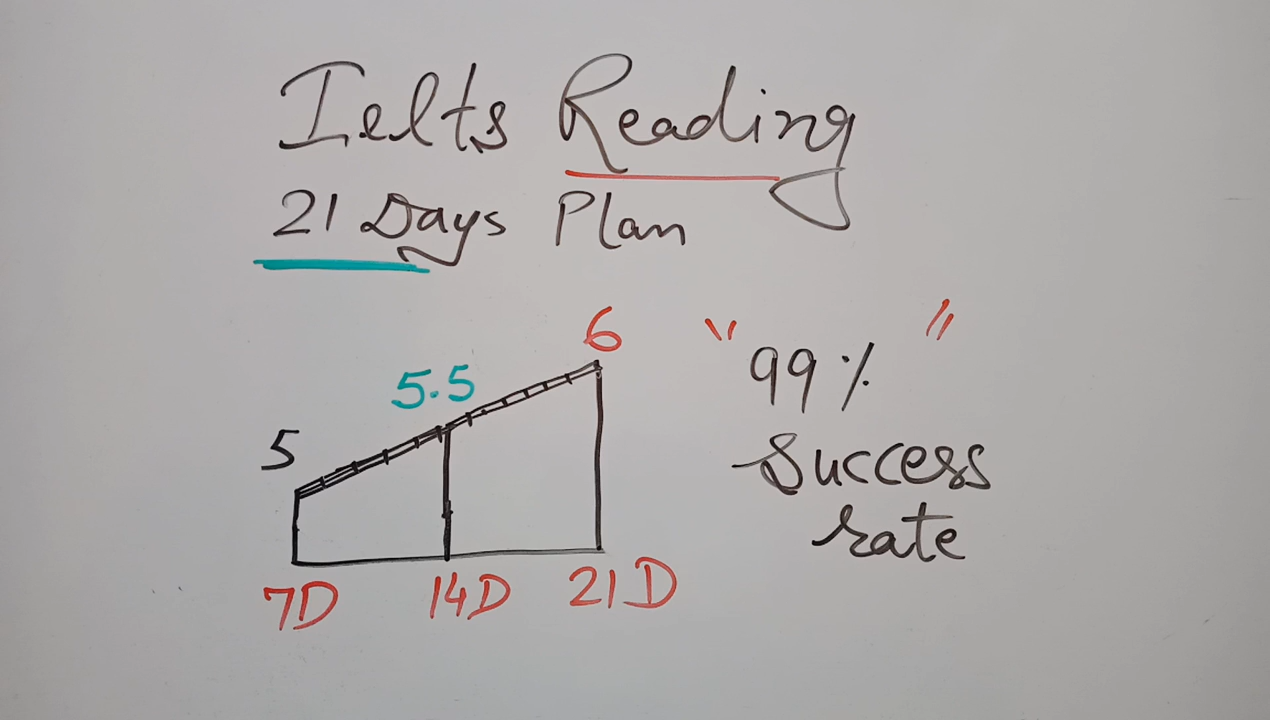 Ielts Reading
21 Days Plan
6
5.5
5
7D 14D 21D
"99%"
Success
rate